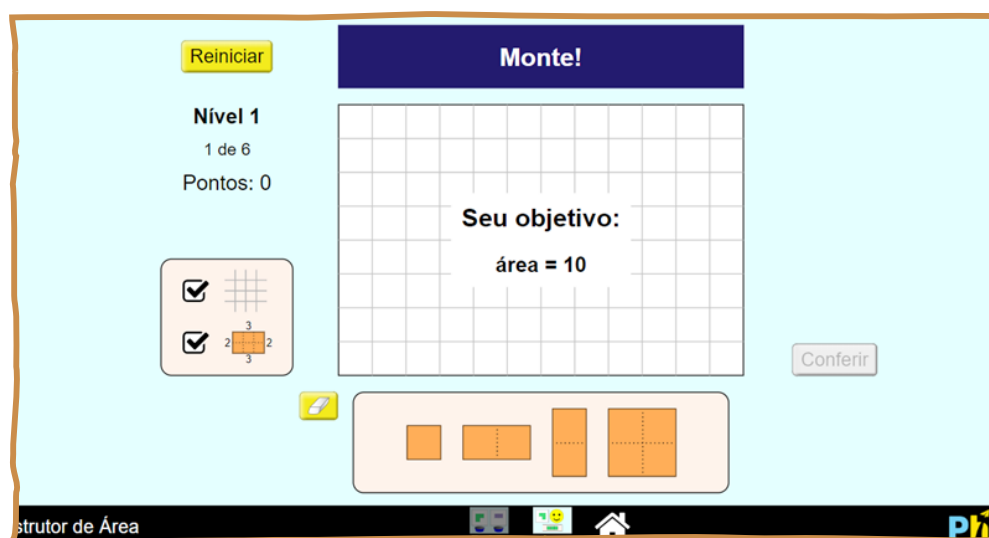 Reiniciar
Monte!
Nível 1
1 de 6
Pontos: 0
Seu objetivo:
área = 10
3
2 2
3
Conferir
strutor de Área